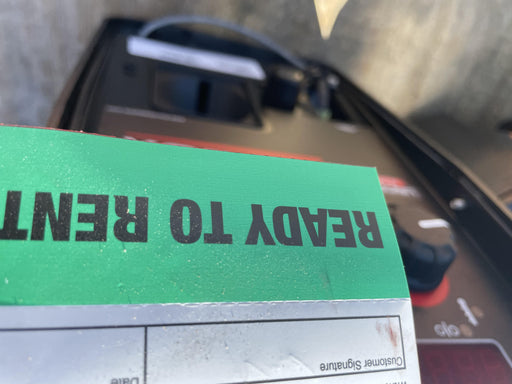 READY TO RENT
Customer Signature
Date